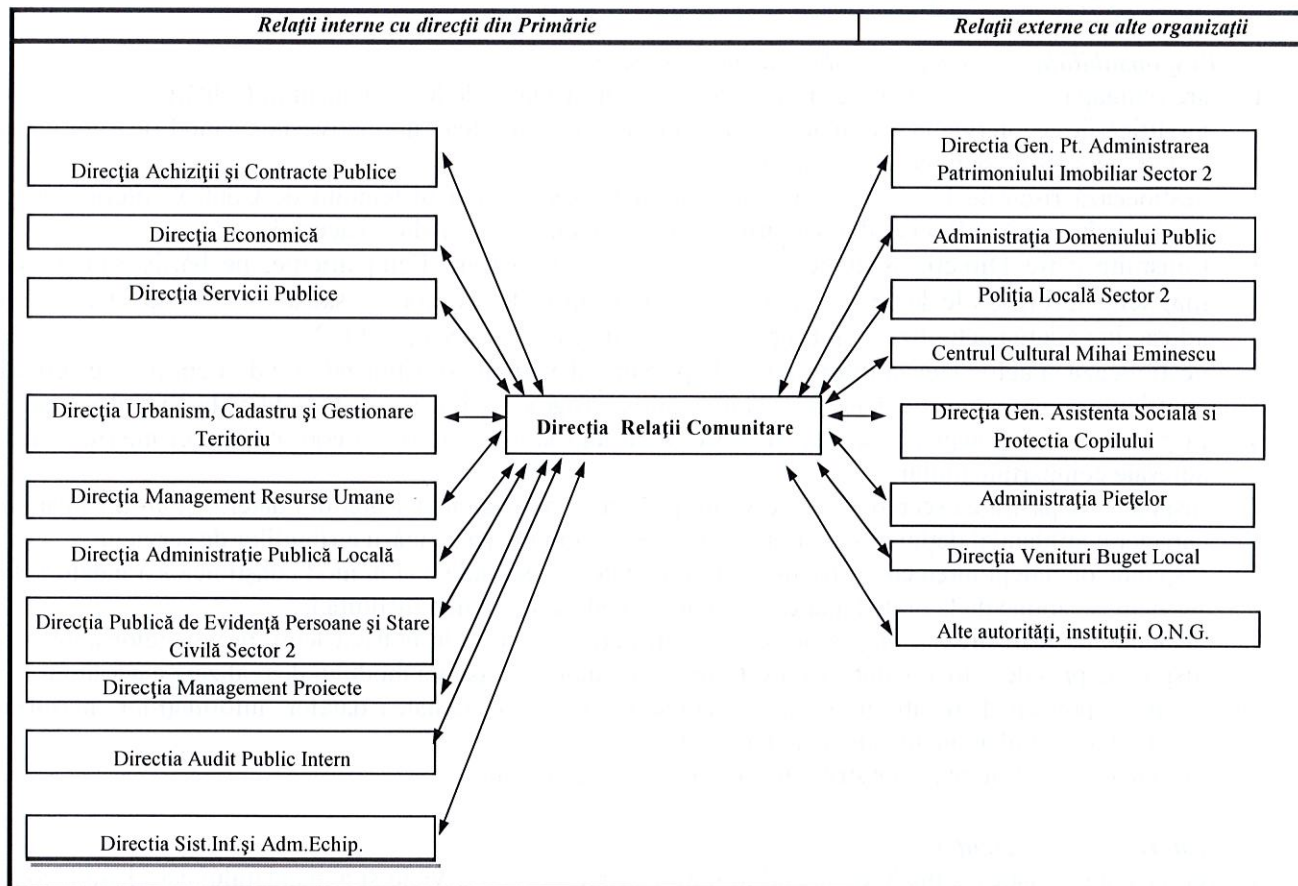 Relaţii interne cu direcţii din Primărie
Relaţii externe cu alte organizaţii
Direcţia Achiziţii şi Contracte Publice
Direcţia Economică
Direcţia Servicii Publice
Direcţia Urbanism, Cadastru şi Gestionare
Teritoriu
Direcţia Management Resurse Umane
Direcţia Administraţie Publică Locală
Direcţia Publică de Evidenţă Persoane şi Stare
Civilă Sector 2
Direcţia Management Proiecte
Directia Audit Public Intern
Directia Sist.Inf.şi Adm.Echip.
Direcţia Relaţii Comunitare
Directia Gen. Pt. Administrarea
Patrimoniului Imobiliar Sector 2
Administraţia Domeniului Public
Poliţia Locală Sector 2
Centrul Cultural Mihai Eminescu
Direcţia Gen. Asistenta Socială si
Protectia Copilului
Administraţia Pieţelor
Direcţia Venituri Buget Local
Alte autorităţi, instituţii. O.N.G.